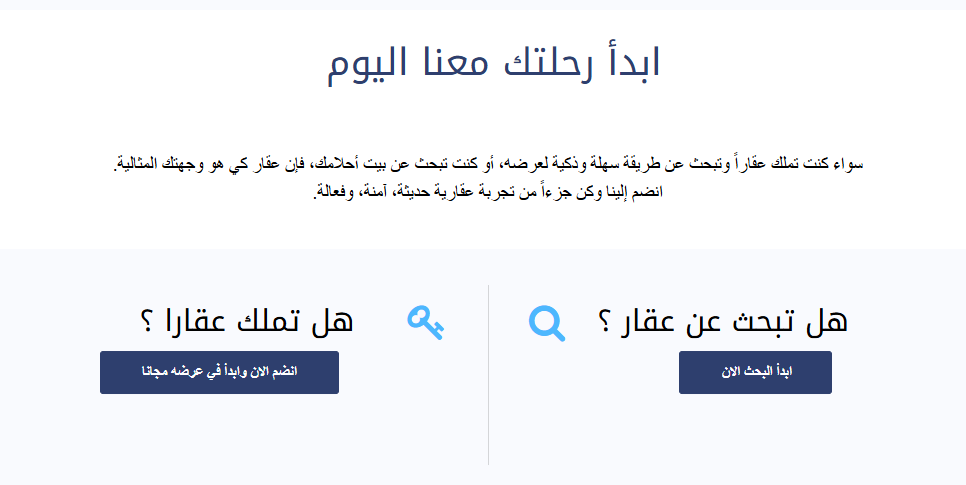 ابدأ رحلتك معنا اليوم
سواء كنت تملك عقاراً وتبحث عن طريقة سهلة وذكية لعرضه، أو كنت تبحث عن بيت أحلامك، فإن عقار كي هو وجهتك المثالية.
انضم إلينا وكن جزءاً من تجربة عقارية حديثة، آمنة، وفعالة.
هل تبحث عن عقار ؟
ابدأ البحث الان
هل تملك عقارا ؟
انضم الان وابدأ في عرضه مجانا